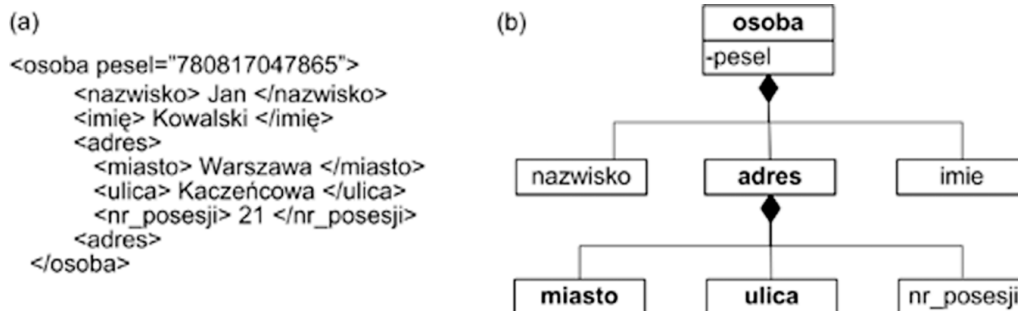 (a)
<osoba pesel="780817047865">
<nazwisko> Jan </nazwisko>
<imię> Kowalski </imię>
<adres>
<miasto> Warszawa </miasto>
<ulica> Kaczeńcowa </ulica>
<nr_posesji> 21 </nr_posesji>
<adres>
</osoba>
(b)
osoba
-pesel
nazwisko
adres
imie
miasto
ulica
nr_posesji